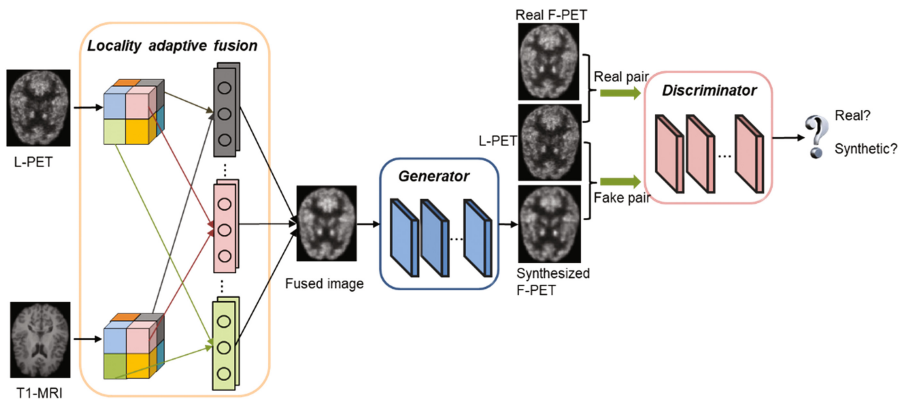 Real F-PET
Locality adaptive fusion
Real pair
Discriminator
L-PET
L-PET
Real?
Synthetic?
Generator
Fake pair
Fused image
Synthesized
F-PET
T1-MRI